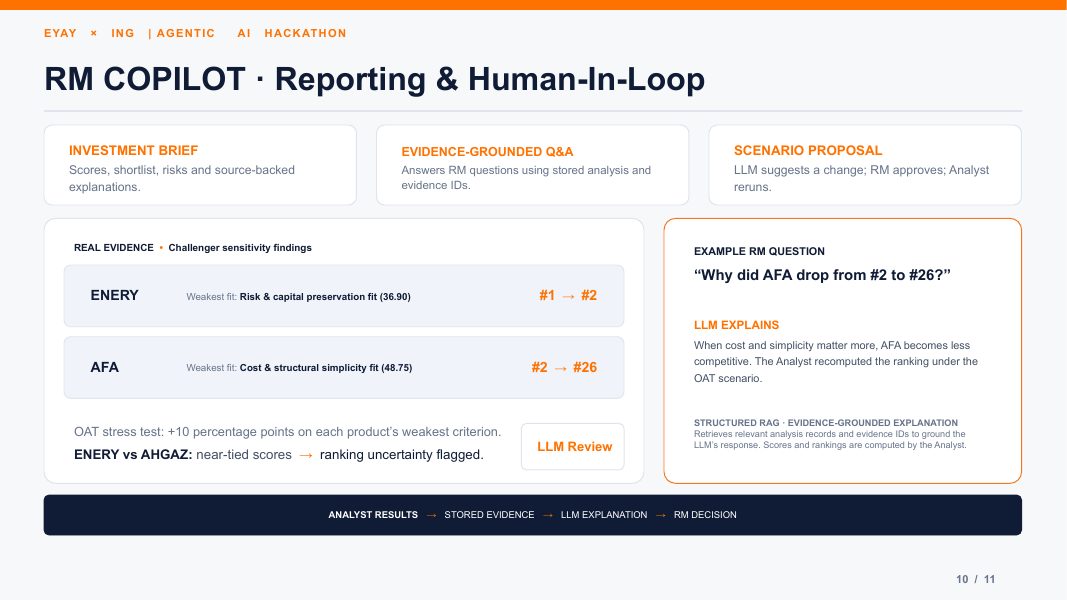 EYAY × ING | AGENTIC AI HACKATHON
RM COPILOT · Reporting & Human-In-Loop
INVESTMENT BRIEF
Scores, shortlist, risks and source-backed
explanations.
EVIDENCE-GROUNDED Q&A
Answers RM questions using stored analysis and
evidence IDs.
SCENARIO PROPOSAL
LLM suggests a change; RM approves; Analyst
reruns.
REAL EVIDENCE • Challenger sensitivity findings
ENERY Weakest fit: Risk & capital preservation fit (36.90) #1 → #2
AFA Weakest fit: Cost & structural simplicity fit (48.75) #2 → #26
OAT stress test: +10 percentage points on each product’s weakest criterion.
ENERY vs AHGAZ: near-tied scores → ranking uncertainty flagged.
LLM Review
EXAMPLE RM QUESTION
“Why did AFA drop from #2 to #26?”
LLM EXPLAINS
When cost and simplicity matter more, AFA becomes less
competitive. The Analyst recomputed the ranking under the
OAT scenario.
STRUCTURED RAG · EVIDENCE-GROUNDED EXPLANATION
Retrieves relevant analysis records and evidence IDs to ground the
LLM’s response. Scores and rankings are computed by the Analyst.
ANALYST RESULTS → STORED EVIDENCE → LLM EXPLANATION → RM DECISION
10 / 11